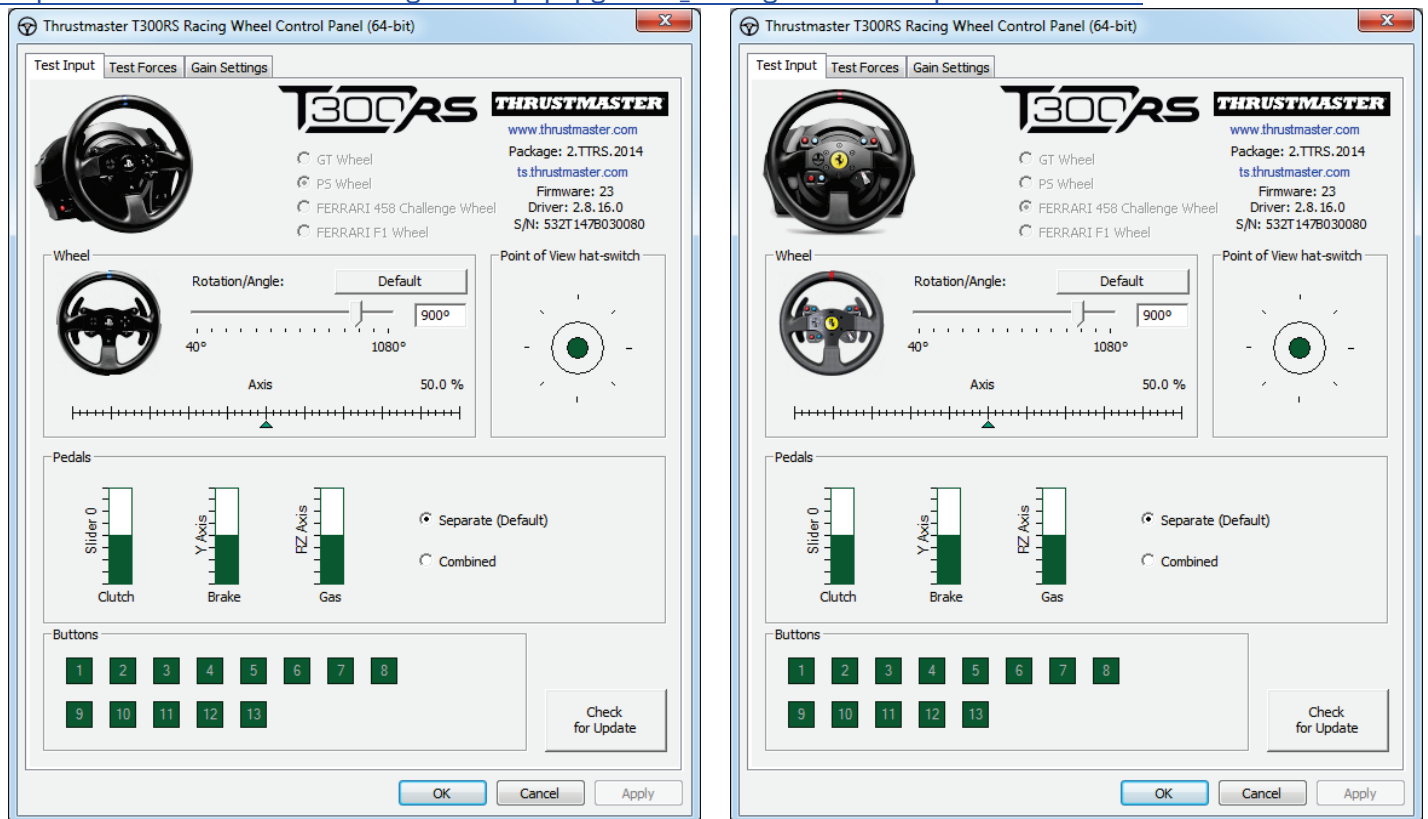 Thrustmaster T300RS Racing Wheel Control Panel (64-bit)
Test Input Test Forces Gain Settings
T300RS THRUSTMASTER
www.thrustmaster.com
GT Wheel
Package: 2.TTRS.2014
PS Wheel
ts.thrustmaster.com
FERRARI 458 Challenge Wheel
Firmware: 23
Driver: 2.8.16.0
FERRARI F1 Wheel
S/N: 532T147B030080
Wheel
Rotation/Angle: Default
900°
40° 1080°
Axis 50.0 %
Point of View hat-switch
Pedals
Slider 0
Y Axis
RZ Axis
Clutch Brake Gas
Separate (Default)
Combined
Buttons
1 2 3 4 5 6 7 8
9 10 11 12 13
Check
for Update
OK Cancel Apply
Thrustmaster T300RS Racing Wheel Control Panel (64-bit)
Test Input Test Forces Gain Settings
T300RS THRUSTMASTER
www.thrustmaster.com
GT Wheel
Package: 2.TTRS.2014
PS Wheel
ts.thrustmaster.com
FERRARI 458 Challenge Wheel
Firmware: 23
Driver: 2.8.16.0
FERRARI F1 Wheel
S/N: 532T147B030080
Wheel
Rotation/Angle: Default
900°
40° 1080°
Axis 50.0 %
Point of View hat-switch
Pedals
Slider 0
Y Axis
RZ Axis
Clutch Brake Gas
Separate (Default)
Combined
Buttons
1 2 3 4 5 6 7 8
9 10 11 12 13
Check
for Update
OK Cancel Apply